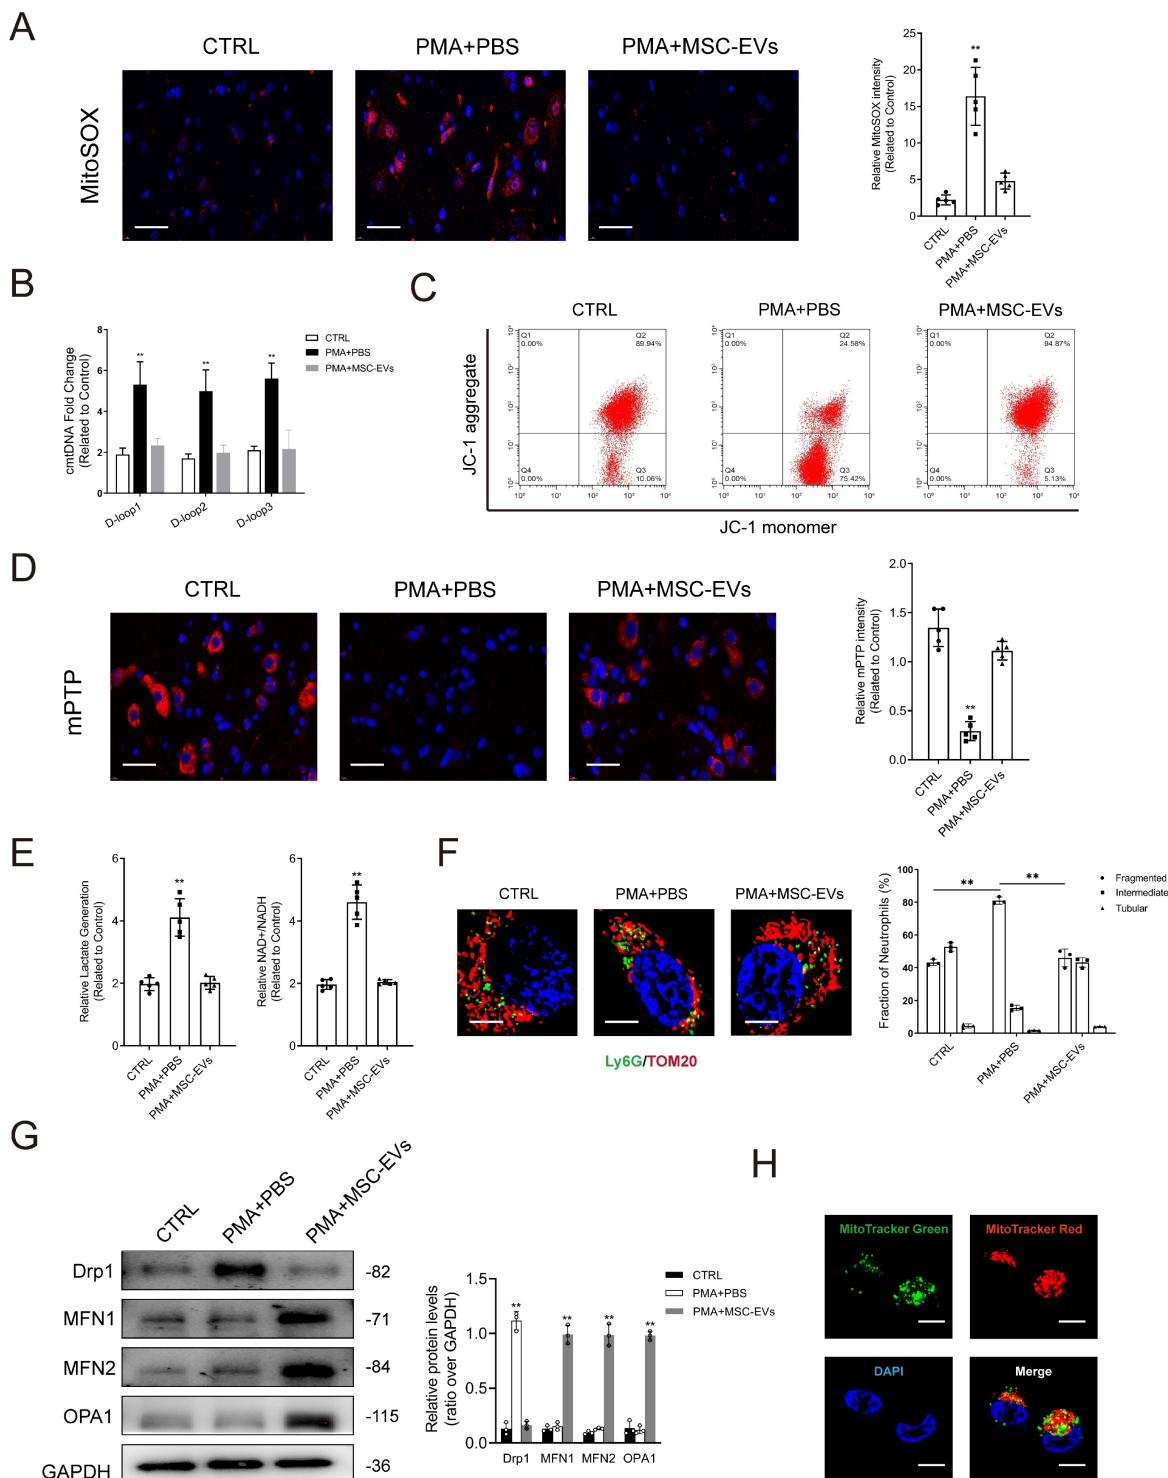 A
CTRL
PMA+PBS
PMA+MSC-EVs
MitoSOX
Relative MitoSOX intensity
(Related to Control)
25
20
15
10
5
0
**
CTRL
PMA+PBS
PMA+MSC-EVs
B
cmtDNA Fold Change
(Related to Control)
8
6
4
2
0
**
**
**
CTRL
PMA+PBS
PMA+MSC-EVs
D-loop1
D-loop2
D-loop3
C
CTRL
PMA+PBS
PMA+MSC-EVs
JC-1 aggregate
Q1
0.00%
Q2
89.94%
Q4
0.00%
Q3
10.06%
Q1
0.00%
Q2
24.58%
Q4
0.00%
Q3
75.42%
Q1
0.00%
Q2
94.87%
Q4
0.00%
Q3
5.13%
JC-1 monomer
D
CTRL
PMA+PBS
PMA+MSC-EVs
mPTP
Relative mPTP intensity
(Related to Control)
2.0
1.5
1.0
0.5
0.0
**
CTRL
PMA+PBS
PMA+MSC-EVs
E
Relative Lactate Generation
(Related to Control)
6
4
2
0
**
CTRL
PMA+PBS
PMA+MSC-EVs
Relative NAD+/NADH
(Related to Control)
6
4
2
0
**
CTRL
PMA+PBS
PMA+MSC-EVs
F
CTRL
PMA+PBS
PMA+MSC-EVs
Ly6G/TOM20
Fraction of Neutrophils (%)
100
80
60
40
20
0
**
**
Fragmented
Intermediate
Tubular
CTRL
PMA+PBS
PMA+MSC-EVs
G
CTRL
PMA+PBS
PMA+MSC-EVs
Drp1
-82
MFN1
-71
MFN2
-84
OPA1
-115
GAPDH
-36
Relative protein levels
(ratio over GAPDH)
1.5
1.0
0.5
0.0
**
**
**
**
CTRL
PMA+PBS
PMA+MSC-EVs
Drp1
MFN1
MFN2
OPA1
H
MitoTracker Green
MitoTracker Red
DAPI
Merge